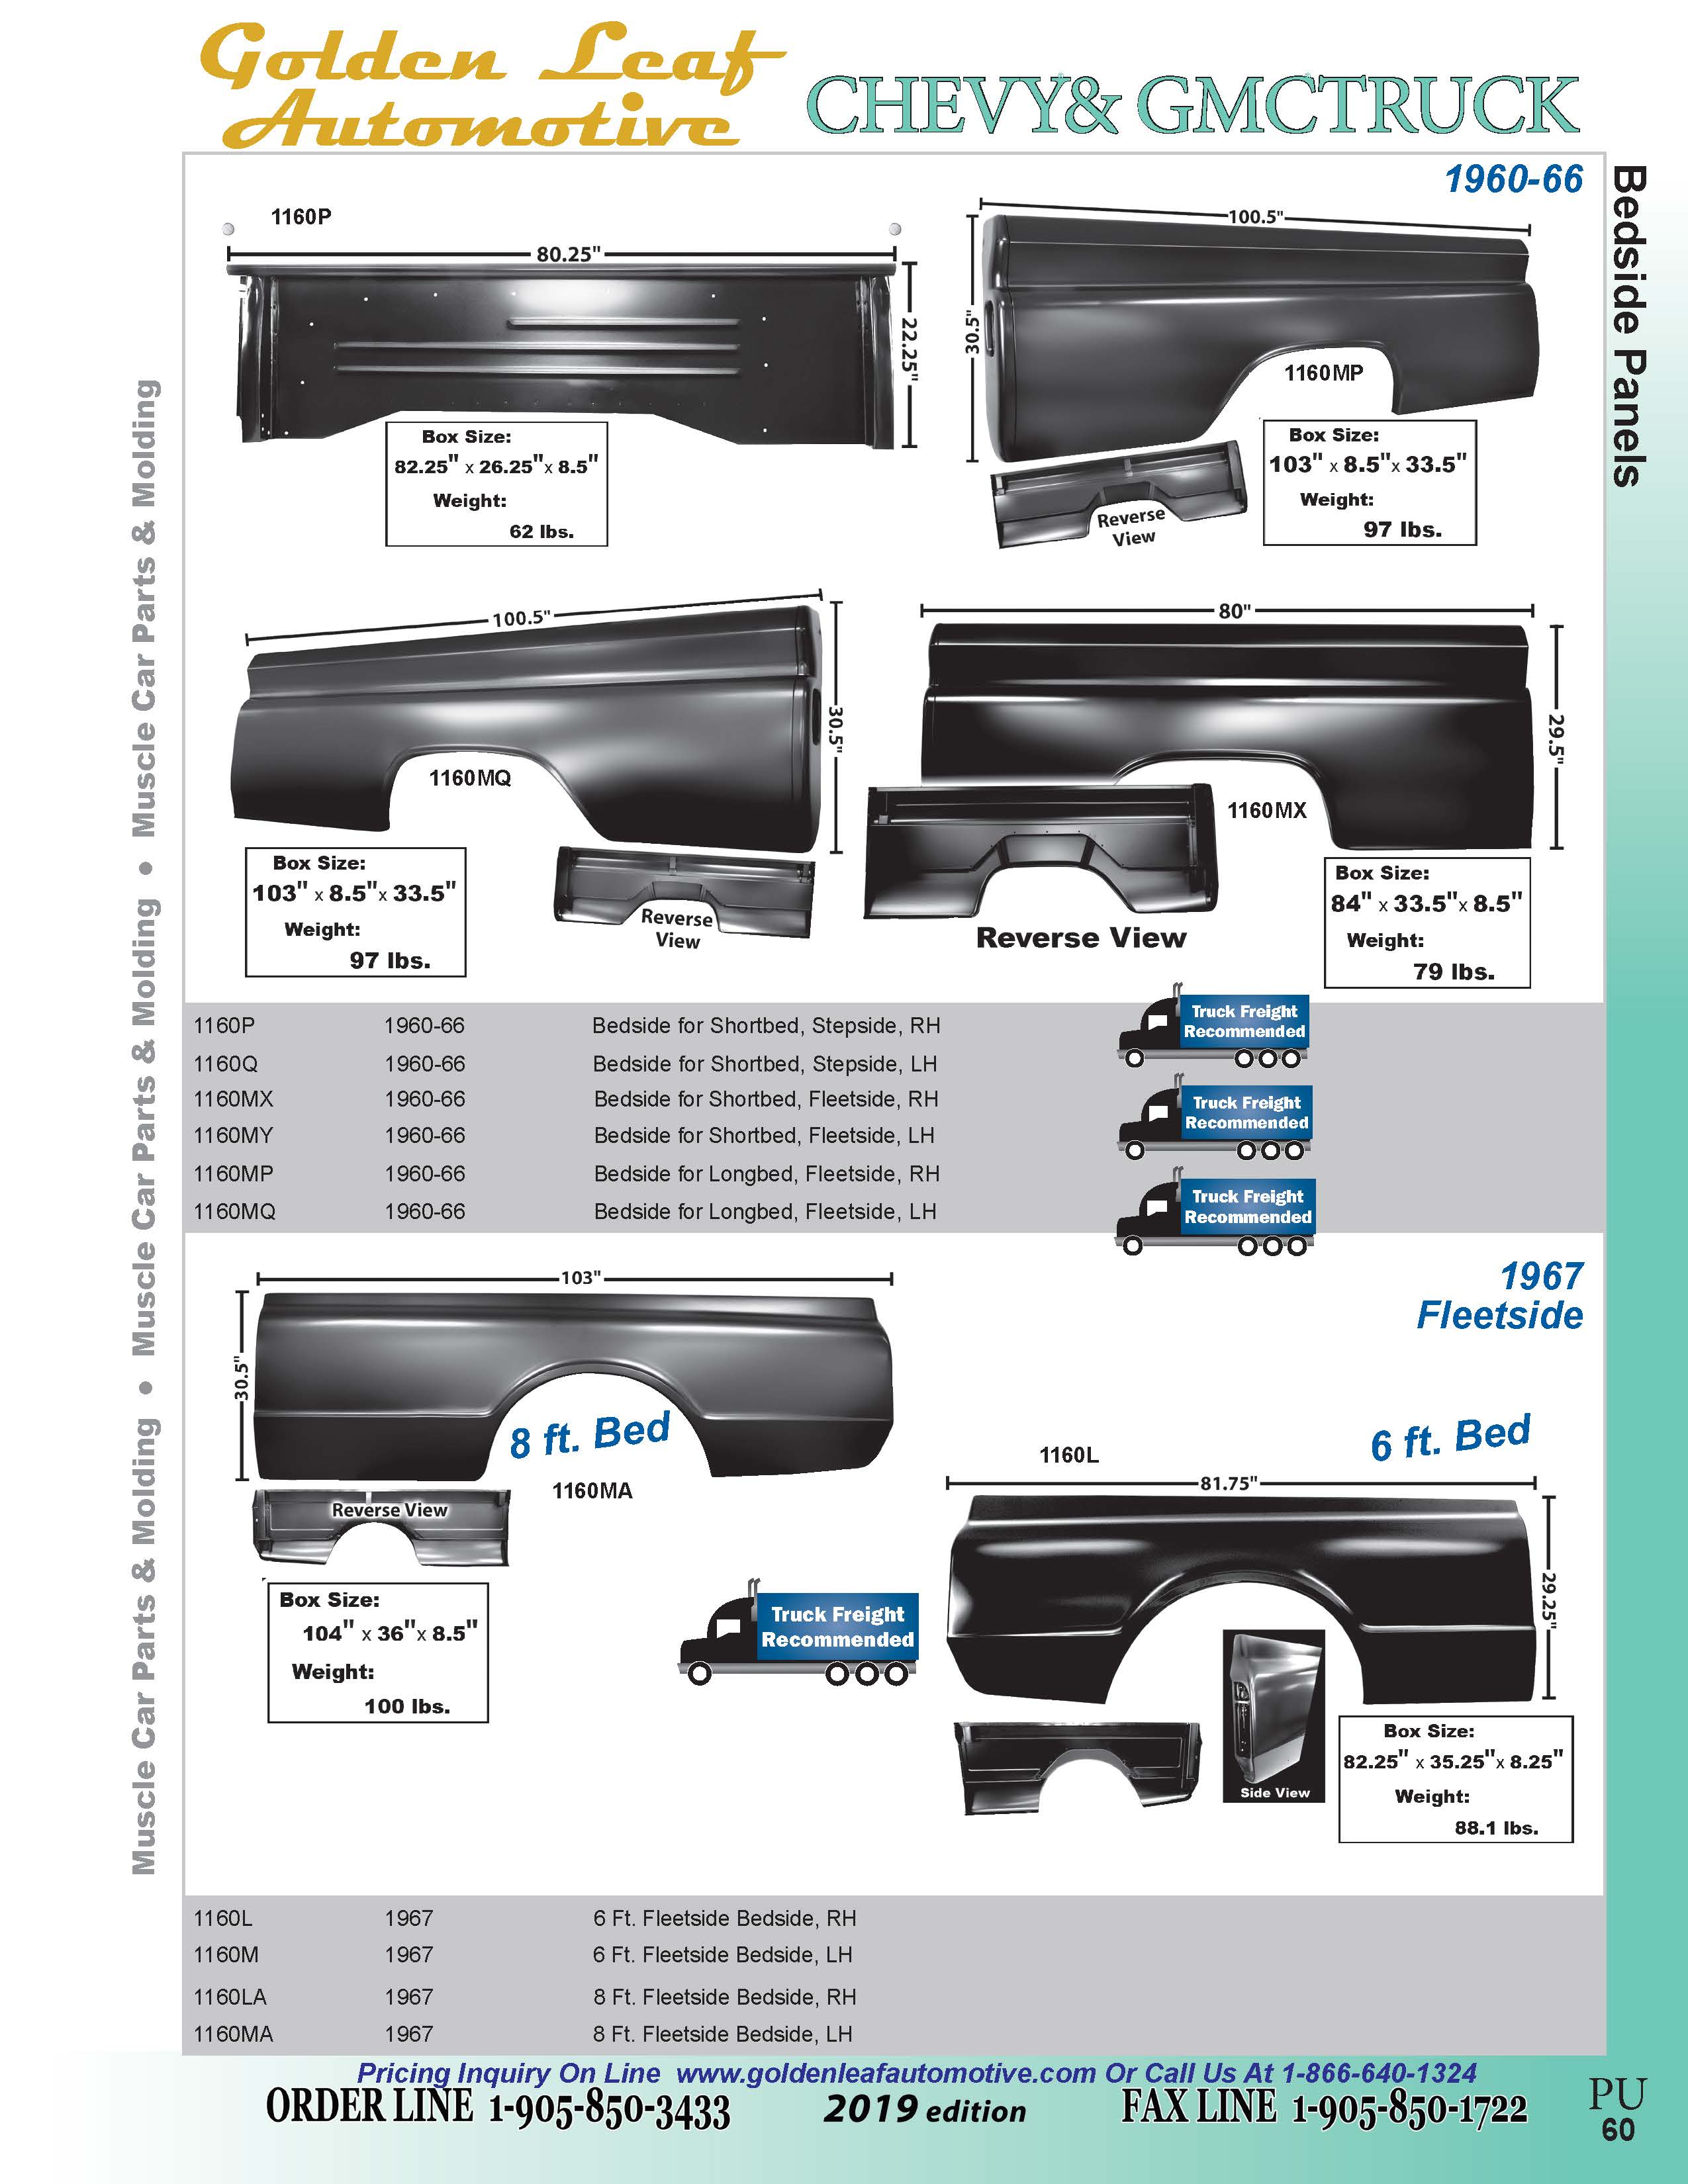 Golden Leaf
Automotive
CHEVY& GMCTRUCK
Bedside Panels
Muscle Car Parts & Molding • Muscle Car Parts & Molding • Muscle Car Parts & Molding
1960-66
1160P
80.25"
22.25"
Box Size:
82.25" x 26.25"x 8.5"
Weight:
62 lbs.
100.5"
30.5"
1160MP
Reverse
View
Box Size:
103" x 8.5"x 33.5"
Weight:
97 lbs.
100.5"
30.5"
1160MQ
Box Size:
103" x 8.5"x 33.5"
Weight:
97 lbs.
Reverse
View
80"
29.5"
1160MX
Reverse View
Box Size:
84" x 33.5"x 8.5"
Weight:
79 lbs.
1160P 1960-66 Bedside for Shortbed, Stepside, RH
1160Q 1960-66 Bedside for Shortbed, Stepside, LH
1160MX 1960-66 Bedside for Shortbed, Fleetside, RH
1160MY 1960-66 Bedside for Shortbed, Fleetside, LH
1160MP 1960-66 Bedside for Longbed, Fleetside, RH
1160MQ 1960-66 Bedside for Longbed, Fleetside, LH
Truck Freight
Recommended
Truck Freight
Recommended
Truck Freight
Recommended
1967
Fleetside
103"
30.5"
8 ft. Bed
1160MA
Reverse View
Box Size:
104" x 36"x 8.5"
Weight:
100 lbs.
Truck Freight
Recommended
6 ft. Bed
1160L
81.75"
29.25"
Side View
Box Size:
82.25" x 35.25"x 8.25"
Weight:
88.1 lbs.
1160L 1967 6 Ft. Fleetside Bedside, RH
1160M 1967 6 Ft. Fleetside Bedside, LH
1160LA 1967 8 Ft. Fleetside Bedside, RH
1160MA 1967 8 Ft. Fleetside Bedside, LH
Pricing Inquiry On Line www.goldenleafautomotive.com Or Call Us At 1-866-640-1324
ORDER LINE 1-905-850-3433 2019 edition FAX LINE 1-905-850-1722
PU
60